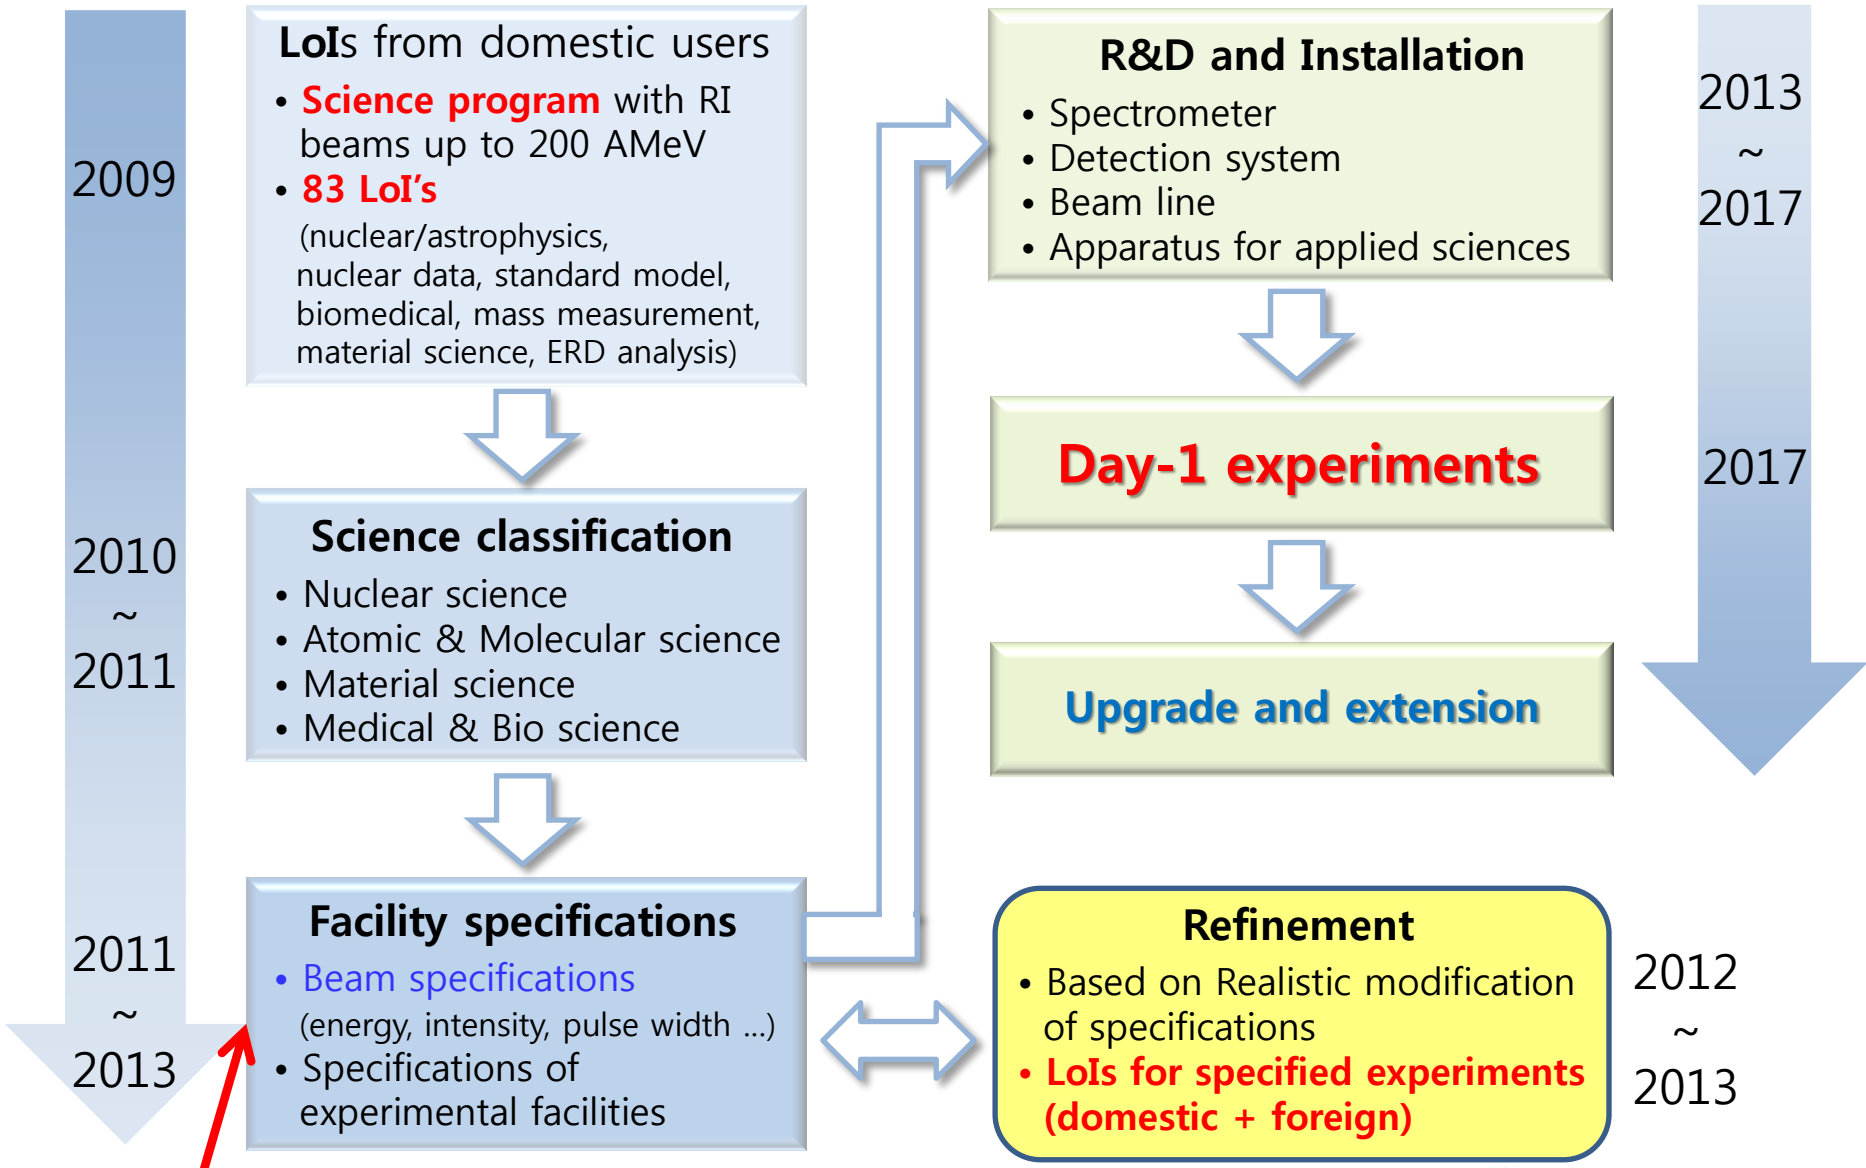 2009
LoIs from domestic users
• Science program with RI
beams up to 200 AMeV
• 83 LoI’s
(nuclear/astrophysics,
nuclear data, standard model,
biomedical, mass measurement,
material science, ERD analysis)
2010
~
2011
Science classification
• Nuclear science
• Atomic & Molecular science
• Material science
• Medical & Bio science
2011
~
2013
Facility specifications
• Beam specifications
(energy, intensity, pulse width ...)
• Specifications of
experimental facilities
R&D and Installation
• Spectrometer
• Detection system
• Beam line
• Apparatus for applied sciences
2013
~
2017
Day-1 experiments
2017
Upgrade and extension
Refinement
• Based on Realistic modification
of specifications
• LoIs for specified experiments
(domestic + foreign)
2012
~
2013